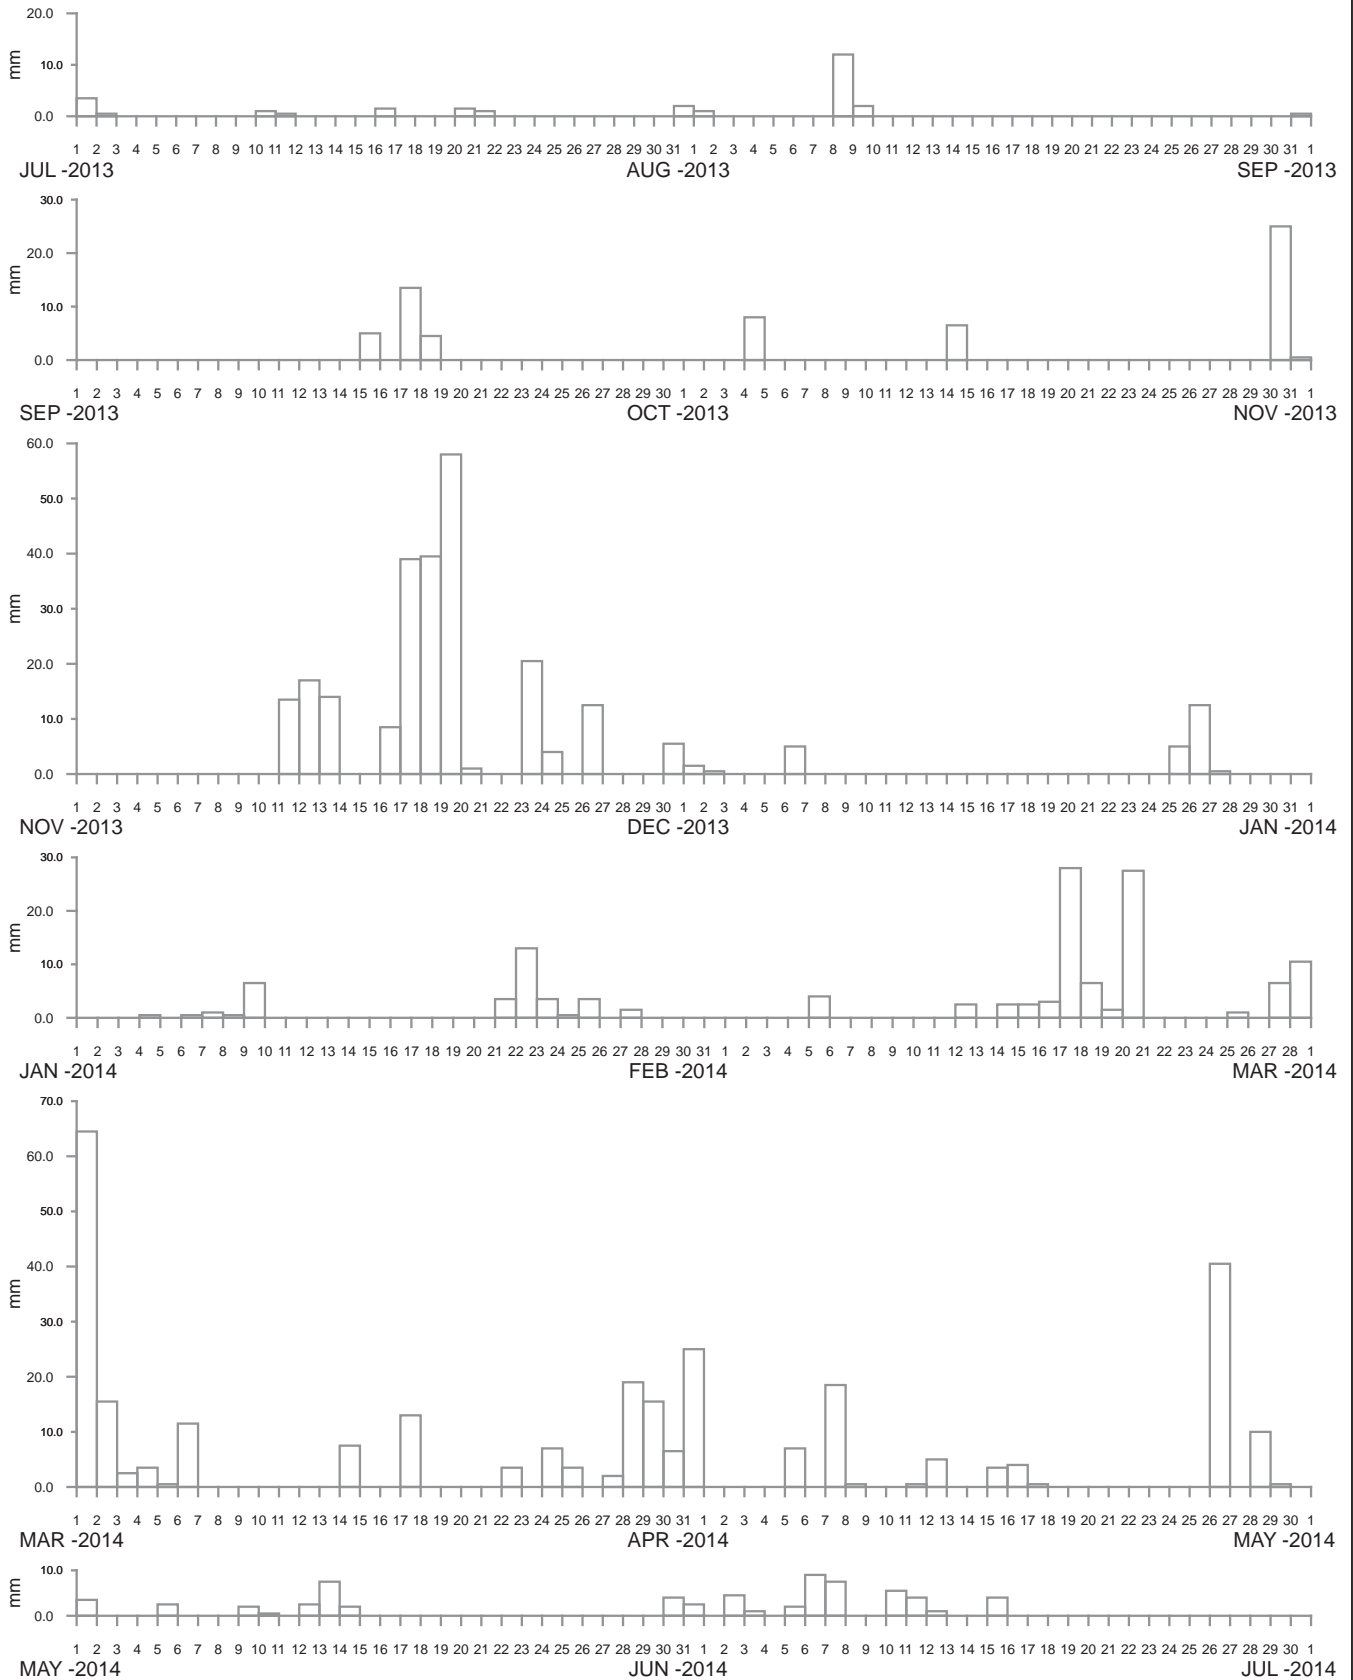 20.0
10.0
mm
0.0
1 2 3 4 5 6 7 8 9 10 11 12 13 14 15 16 17 18 19 20 21 22 23 24 25 26 27 28 29 30 31 1 2 3 4 5 6 7 8 9 10 11 12 13 14 15 16 17 18 19 20 21 22 23 24 25 26 27 28 29 30 31 1
JUL -2013 AUG -2013 SEP -2013
30.0
20.0
mm
10.0
0.0
1 2 3 4 5 6 7 8 9 10 11 12 13 14 15 16 17 18 19 20 21 22 23 24 25 26 27 28 29 30 1 2 3 4 5 6 7 8 9 10 11 12 13 14 15 16 17 18 19 20 21 22 23 24 25 26 27 28 29 30 31 1
SEP -2013 OCT -2013 NOV -2013
60.0
50.0
40.0
mm
30.0
20.0
10.0
0.0
1 2 3 4 5 6 7 8 9 10 11 12 13 14 15 16 17 18 19 20 21 22 23 24 25 26 27 28 29 30 1 2 3 4 5 6 7 8 9 10 11 12 13 14 15 16 17 18 19 20 21 22 23 24 25 26 27 28 29 30 31 1
NOV -2013 DEC -2013 JAN -2014
30.0
20.0
mm
10.0
0.0
1 2 3 4 5 6 7 8 9 10 11 12 13 14 15 16 17 18 19 20 21 22 23 24 25 26 27 28 29 30 31 1 2 3 4 5 6 7 8 9 10 11 12 13 14 15 16 17 18 19 20 21 22 23 24 25 26 27 28 1
JAN -2014 FEB -2014 MAR -2014
70.0
60.0
50.0
40.0
mm
30.0
20.0
10.0
0.0
1 2 3 4 5 6 7 8 9 10 11 12 13 14 15 16 17 18 19 20 21 22 23 24 25 26 27 28 29 30 31 1 2 3 4 5 6 7 8 9 10 11 12 13 14 15 16 17 18 19 20 21 22 23 24 25 26 27 28 29 30 1
MAR -2014 APR -2014 MAY -2014
10.0
mm
0.0
1 2 3 4 5 6 7 8 9 10 11 12 13 14 15 16 17 18 19 20 21 22 23 24 25 26 27 28 29 30 31 1 2 3 4 5 6 7 8 9 10 11 12 13 14 15 16 17 18 19 20 21 22 23 24 25 26 27 28 29 30 1
MAY -2014 JUN -2014 JUL -2014